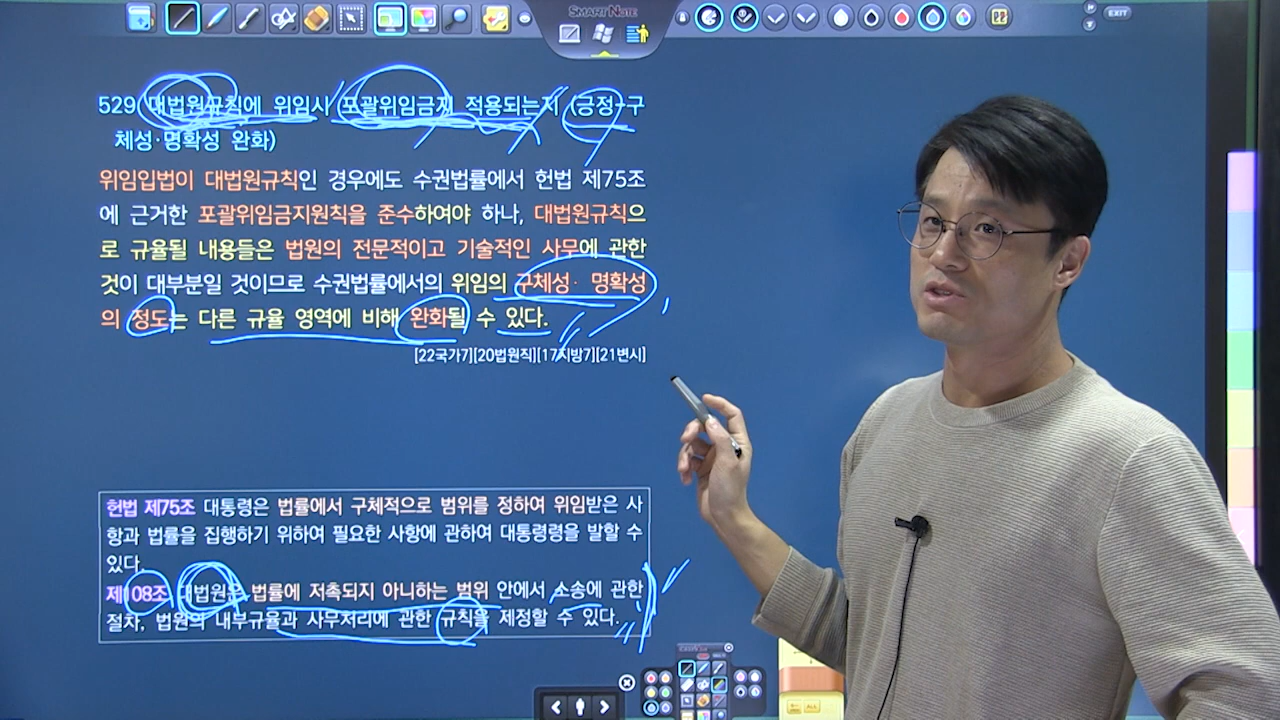 SMART NOTE
EXIT
529 대법원규칙에 위임시 포괄위임금지 적용되는지 (긍정-구
체성·명확성 완화)
위임입법이 대법원규칙인 경우에도 수권법률에서 헌법 제75조
에 근거한 포괄위임금지원칙을 준수하여야 하나, 대법원규칙으
로 규율될 내용들은 법원의 전문적이고 기술적인 사무에 관한
것이 대부분일 것이므로 수권법률에서의 위임의 구체성· 명확성
의 정도는 다른 규율 영역에 비해 완화될 수 있다.
[22국가7][20법원직][17지방7][21변시]
헌법 제75조 대통령은 법률에서 구체적으로 범위를 정하여 위임받은 사
항과 법률을 집행하기 위하여 필요한 사항에 관하여 대통령령을 발할 수
있다.
제108조 대법원은 법률에 저촉되지 아니하는 범위 안에서 소송에 관한
절차, 법원의 내부규율과 사무처리에 관한 규칙을 제정할 수 있다.
ALL